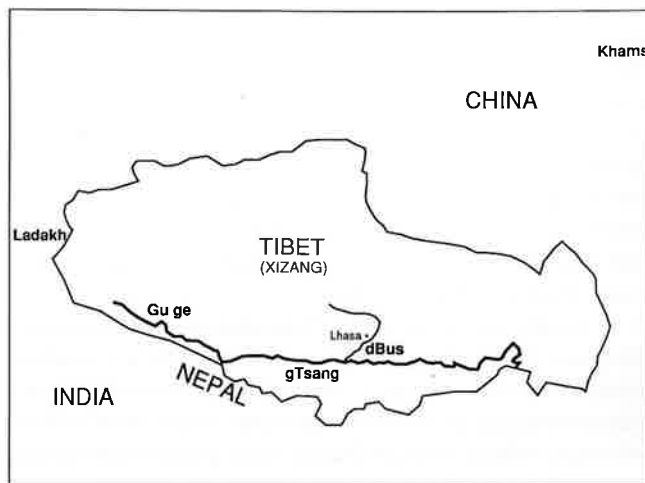 Khams
CHINA
Ladakh
TIBET
(XIZANG)
Gu ge
Lhasa
dBus
gTsang
NEPAL
INDIA